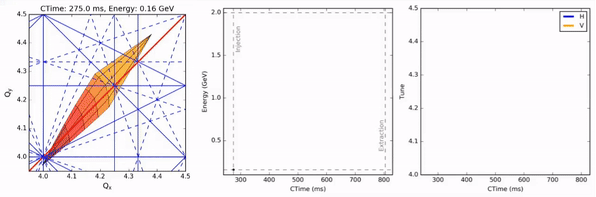 CTime: 275.0 ms, Energy: 0.16 GeV
4.5
4.4
4.3
4.2
4.1
4.0
Qy
4.0 4.1 4.2 4.3 4.4 4.5
Qx
2.0
1.5
1.0
0.5
Energy (GeV)
Injection
Extraction
300 400 500 600 700 800
CTime (ms)
4.5
4.4
4.3
4.2
4.1
4.0
Tune
H
V
300 400 500 600 700 800
CTime (ms)